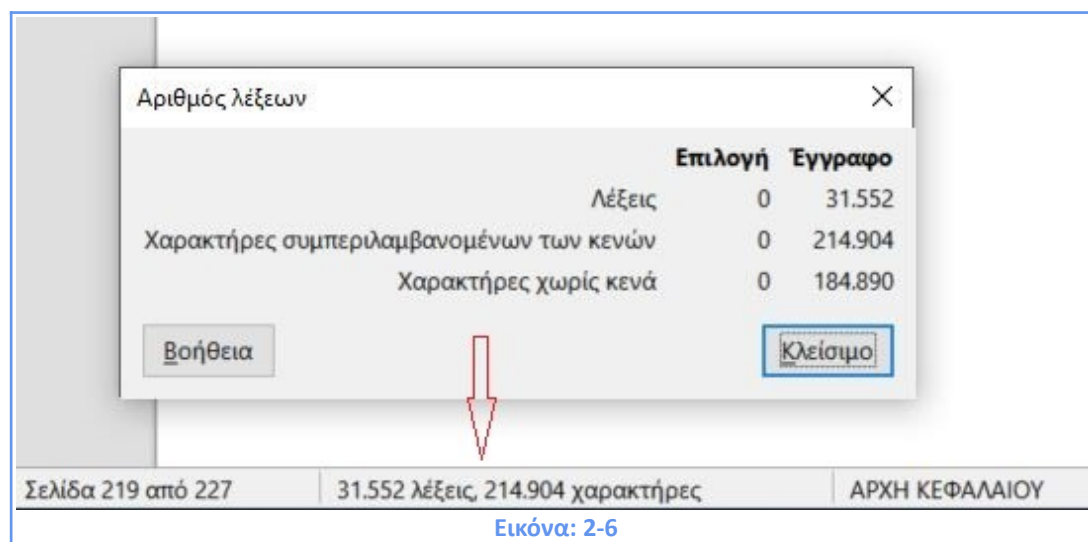 Αριθμός λέξεων
Επιλογή Έγγραφο
Λέξεις 0 31.552
Χαρακτήρες συμπεριλαμβανομένων των κενών 0 214.904
Χαρακτήρες χωρίς κενά 0 184.890
Βοήθεια Κλείσιμο
Σελίδα 219 από 227 31.552 λέξεις, 214.904 χαρακτήρες ΑΡΧΗ ΚΕΦΑΛΑΙΟΥ
Εικόνα: 2-6